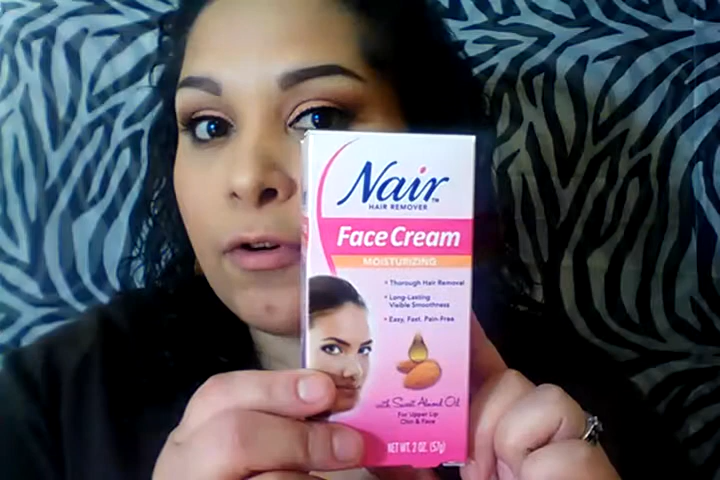 Nair™
HAIR REMOVER
Face Cream
MOISTURIZING
• Thorough Hair Removal
• Long-Lasting
Visible Smoothness
• Easy, Fast, Pain-Free
with Sweet Almond Oil
For Upper Lip
Chin & Face
NET WT. 2 OZ. (57g)